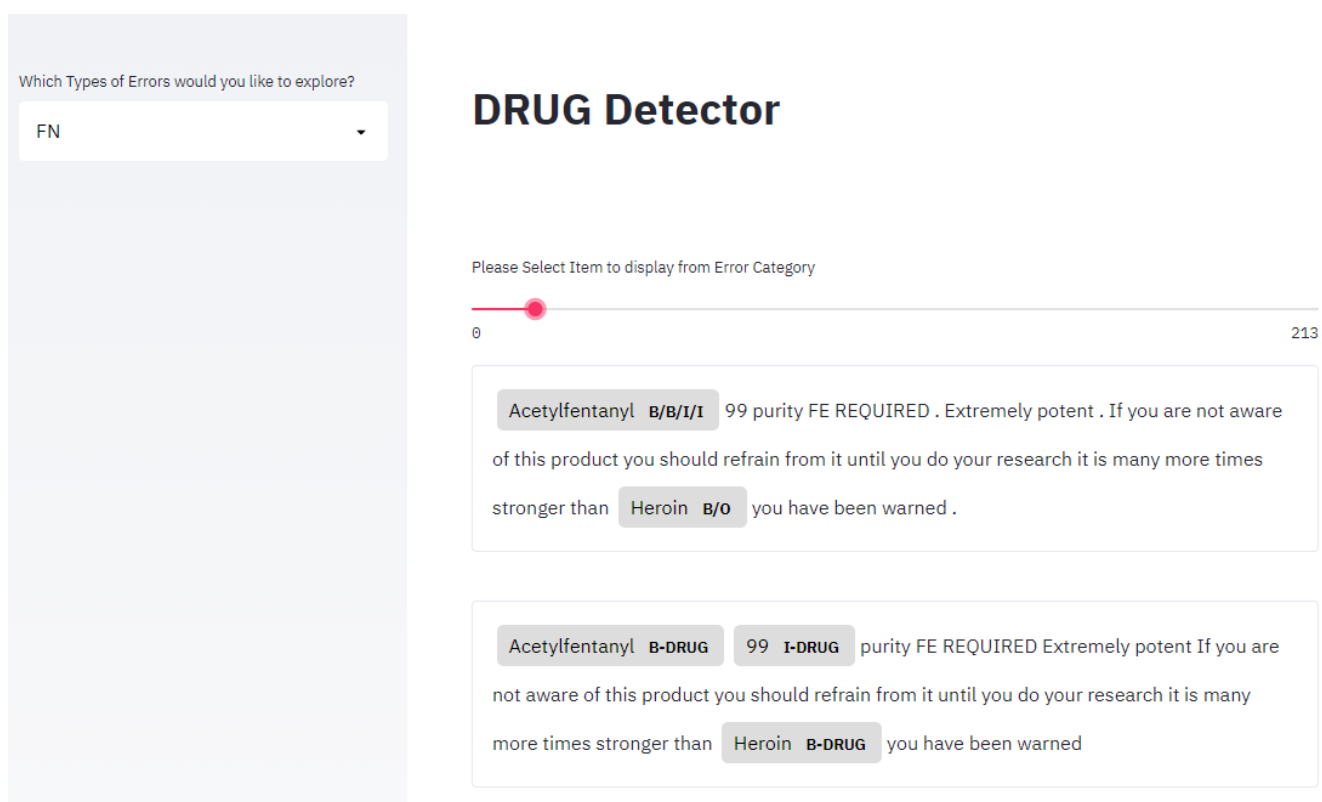 Which Types of Errors would you like to explore?
FN
DRUG Detector
Please Select Item to display from Error Category
0 213
Acetylfentanyl B/B/I/I 99 purity FE REQUIRED . Extremely potent . If you are not aware
of this product you should refrain from it until you do your research it is many more times
stronger than Heroin B/O you have been warned .
Acetylfentanyl B-DRUG 99 I-DRUG purity FE REQUIRED Extremely potent If you are
not aware of this product you should refrain from it until you do your research it is many
more times stronger than Heroin B-DRUG you have been warned